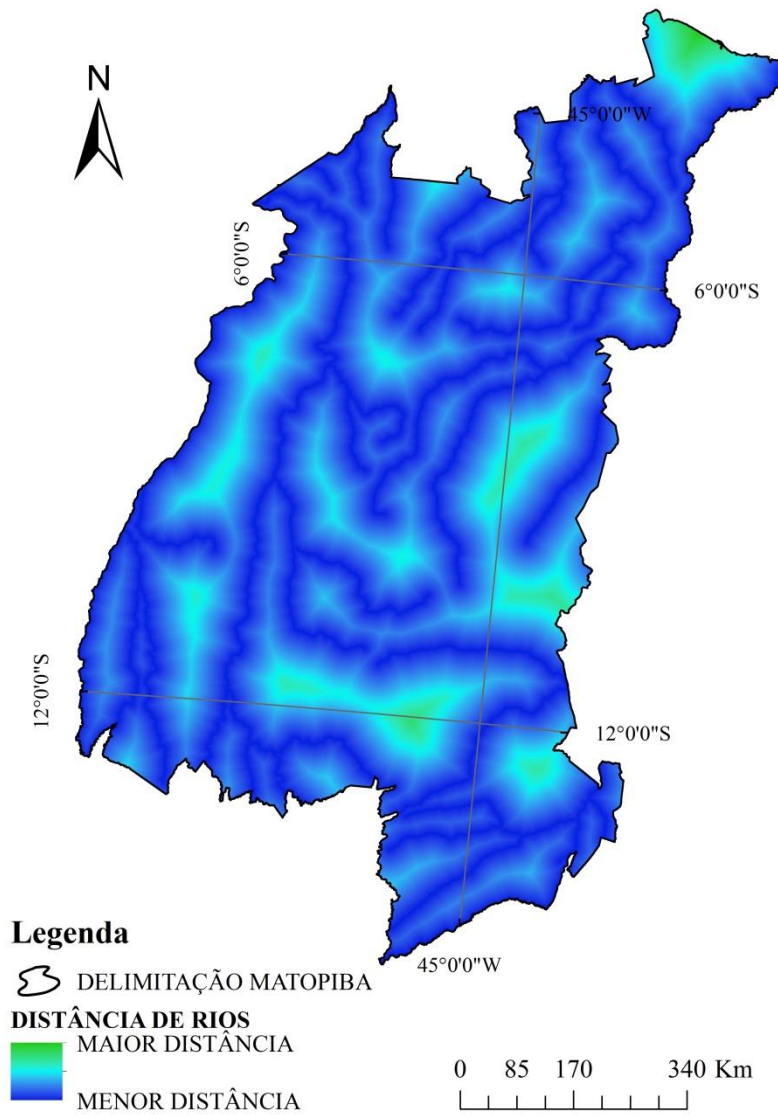 N
45°0'0"W
6°0'0"S
6°0'0"S
12°0'0"S
12°0'0"S
45°0'0"W
Legenda
DELIMITAÇÃO MATOPIBA
DISTÂNCIA DE RIOS
MAIOR DISTÂNCIA
MENOR DISTÂNCIA
0 85 170 340 Km